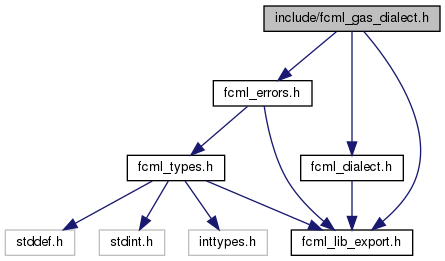 include/fcml_gas_dialect.h
fcml_errors.h
fcml_types.h
fcml_dialect.h
stddef.h
stdint.h
inttypes.h
fcml_lib_export.h